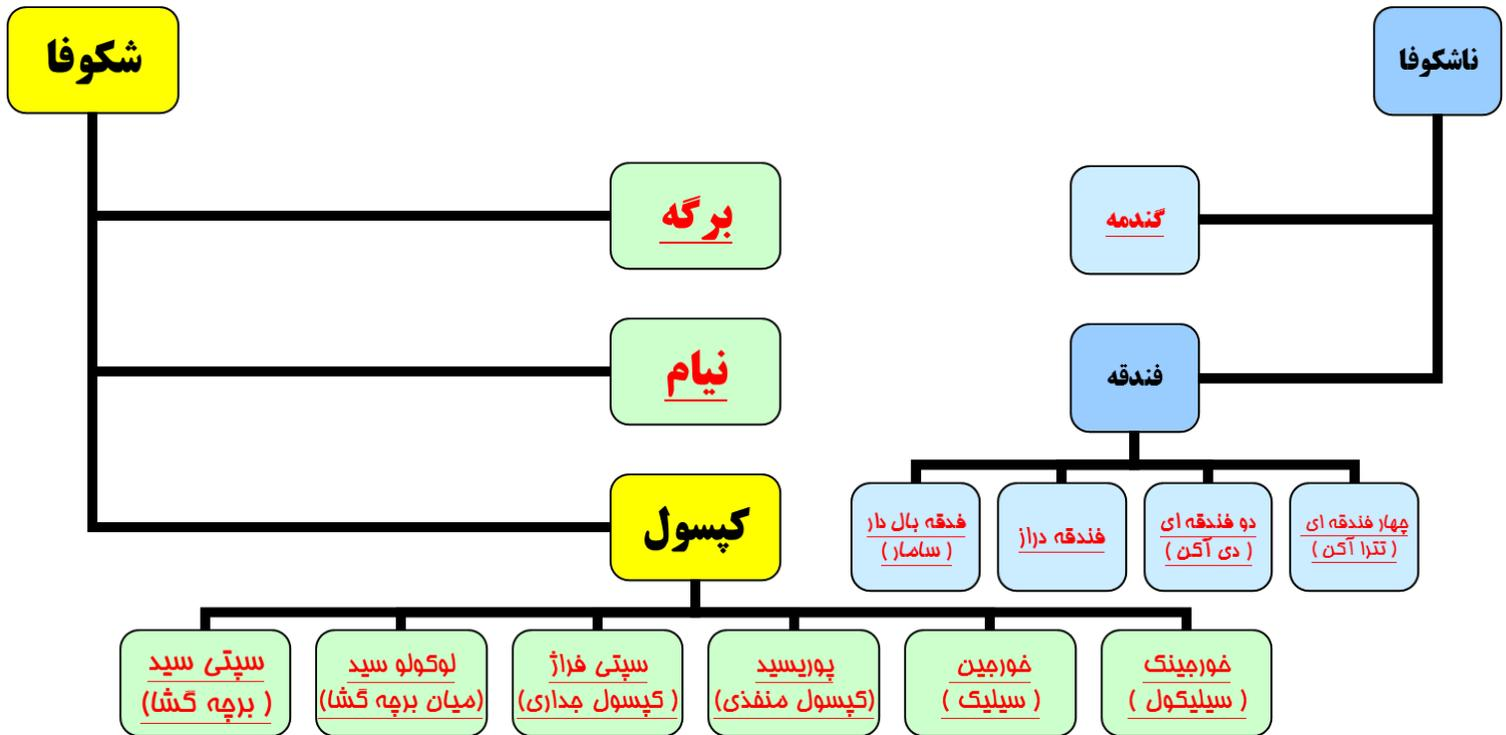 ناشکوفا
شکوفا
گندمه
برگه
فندقه
نیام
چهار فندقه ای
( تترا آکن )
دو فندقه ای
( دی آکن )
فندقه دراز
فدقه بال دار
( سامار )
کپسول
خورجینک
( سیلیکول )
خورجین
( سیلیک )
پوریسید
(کپسول منفذی)
سپتی فراژ
( کپسول جداری)
لوکولو سید
(میان برچه گشا)
سپتی سید
( برچه گشا)